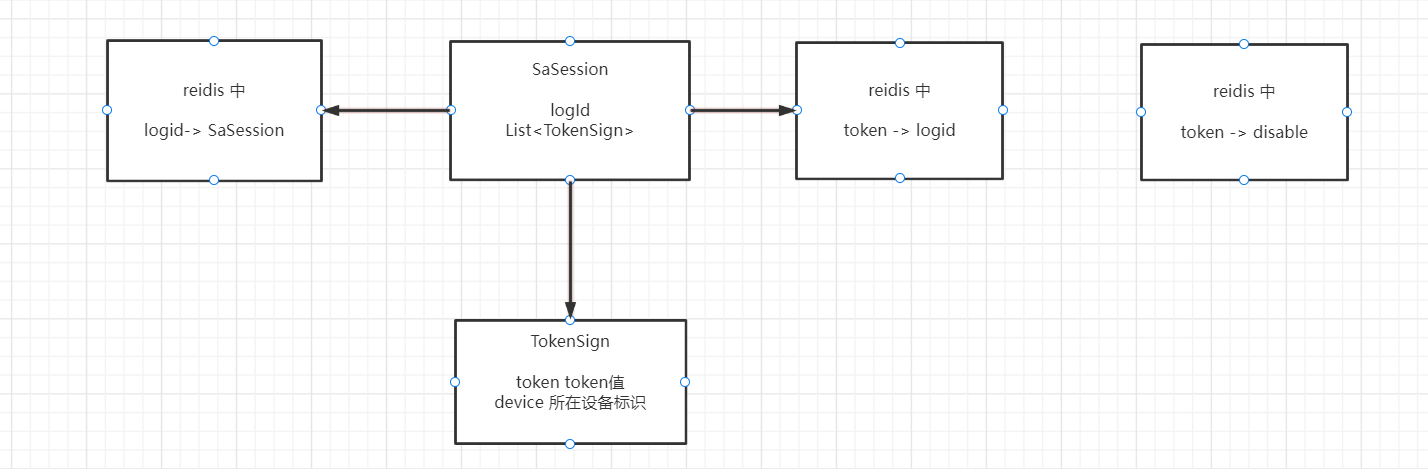 reidis 中
logid-> SaSession
SaSession
logId
List<TokenSign>
reidis 中
token -> logid
reidis 中
token -> disable
TokenSign
token token值
device 所在设备标识